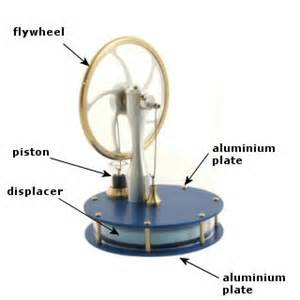 flywheel
piston
displacer
aluminium
plate
aluminium
plate